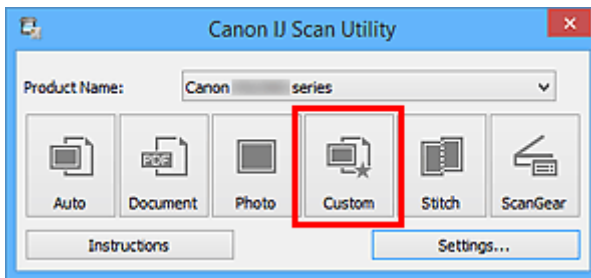 Canon IJ Scan Utility
Product Name: Canon series
PDF
Auto Document Photo Custom Stitch ScanGear
Instructions Settings...